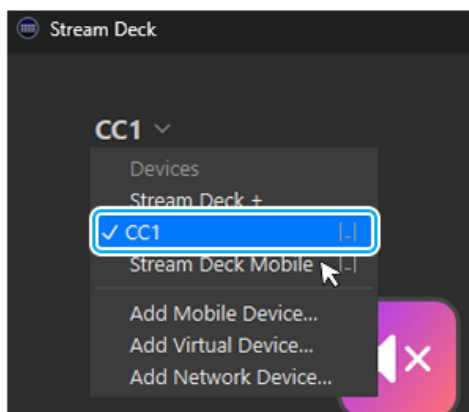 Stream Deck
CC1
Devices
Stream Deck +
CC1
Stream Deck Mobile
Add Mobile Device...
Add Virtual Device...
Add Network Device...